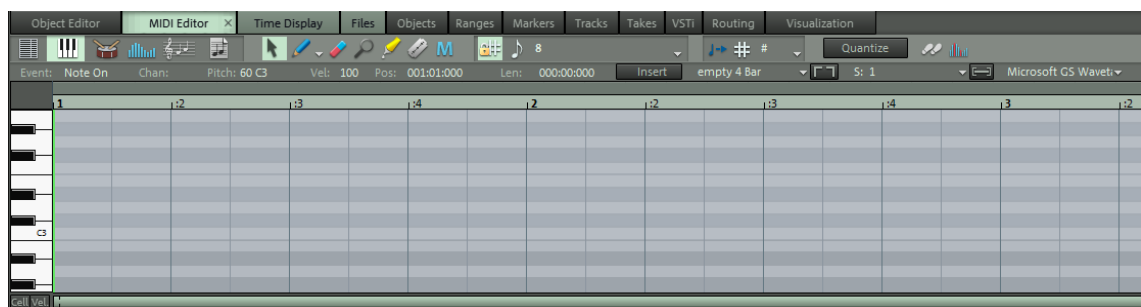 Object Editor MIDI Editor × Time Display Files Objects Ranges Markers Tracks Takes VSTi Routing Visualization
M 8 # Quantize
Event: Note On Chan: Pitch: 60 C3 Vel: 100 Pos: 001:01:000 Len: 000:00:000 Insert empty 4 Bar S: 1 Microsoft GS Waveta
1 :2 :3 :4 2 :2 :3 :4 3 :2
C3
Cell Vel.